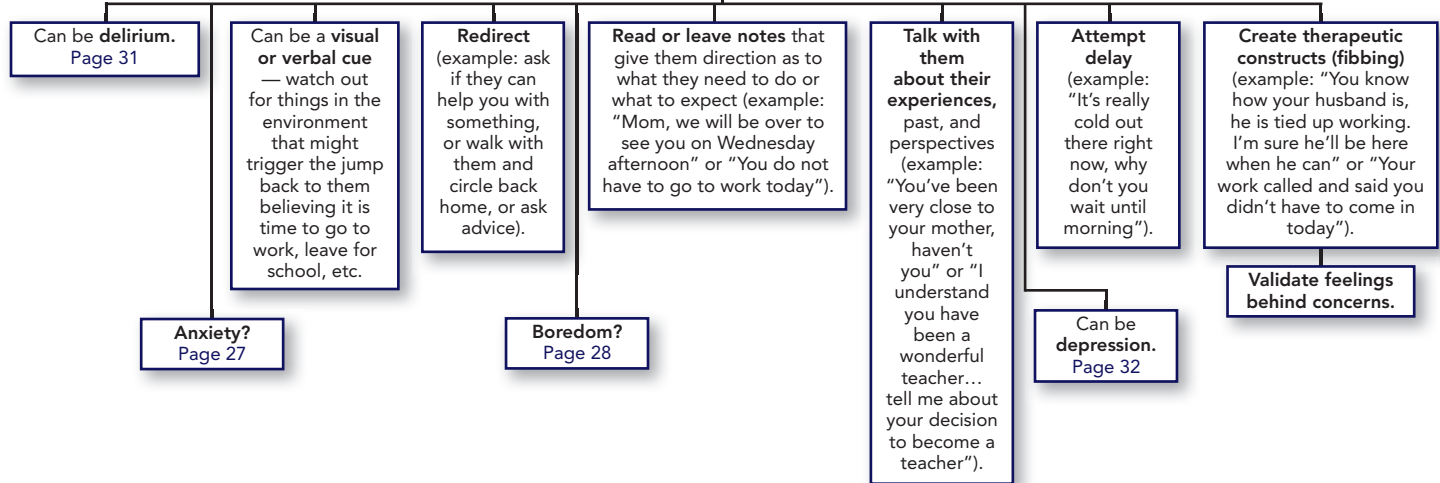 Can be delirium.
Page 31
Can be a visual
or verbal cue
— watch out
for things in the
environment
that might
trigger the jump
back to them
believing it is
time to go to
work, leave for
school, etc.
Redirect
(example: ask
if they can
help you with
something,
or walk with
them and
circle back
home, or ask
advice).
Read or leave notes that
give them direction as to
what they need to do or
what to expect (example:
“Mom, we will be over to
see you on Wednesday
afternoon” or “You do not
have to go to work today”).
Talk with
them
about their
experiences,
past, and
perspectives
(example:
“You’ve been
very close to
your mother,
haven’t
you” or “I
understand
you have
been a
wonderful
teacher…
tell me about
your decision
to become a
teacher”).
Attempt
delay
(example:
“It’s really
cold out
there right
now, why
don’t you
wait until
morning”).
Create therapeutic
constructs (fibbing)
(example: “You know
how your husband is,
he is tied up working.
I’m sure he’ll be here
when he can” or “Your
work called and said you
didn’t have to come in
today”).
Validate feelings
behind concerns.
Anxiety?
Page 27
Boredom?
Page 28
Can be
depression.
Page 32